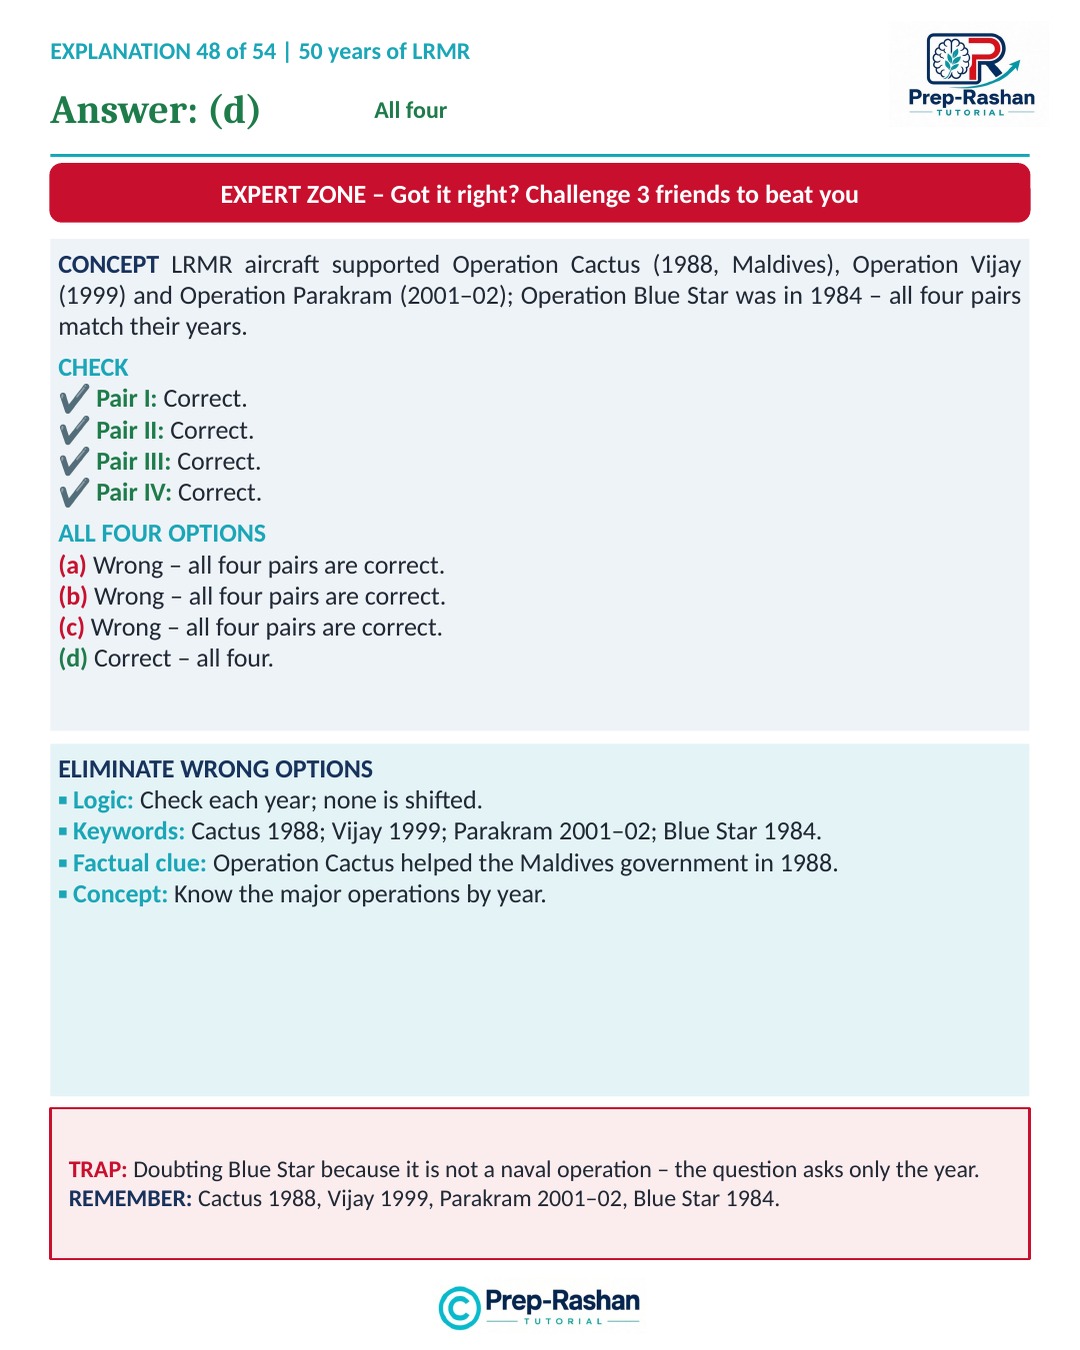 EXPLANATION 48 of 54 | 50 years of LRMR
Prep-Rashan
TUTORIAL
Answer: (d) All four
EXPERT ZONE – Got it right? Challenge 3 friends to beat you
CONCEPT LRMR aircraft supported Operation Cactus (1988, Maldives), Operation Vijay
(1999) and Operation Parakram (2001–02); Operation Blue Star was in 1984 – all four pairs
match their years.
CHECK
✔ Pair I: Correct.
✔ Pair II: Correct.
✔ Pair III: Correct.
✔ Pair IV: Correct.
ALL FOUR OPTIONS
(a) Wrong – all four pairs are correct.
(b) Wrong – all four pairs are correct.
(c) Wrong – all four pairs are correct.
(d) Correct – all four.
ELIMINATE WRONG OPTIONS
▪ Logic: Check each year; none is shifted.
▪ Keywords: Cactus 1988; Vijay 1999; Parakram 2001–02; Blue Star 1984.
▪ Factual clue: Operation Cactus helped the Maldives government in 1988.
▪ Concept: Know the major operations by year.
TRAP: Doubting Blue Star because it is not a naval operation – the question asks only the year.
REMEMBER: Cactus 1988, Vijay 1999, Parakram 2001–02, Blue Star 1984.
© Prep-Rashan
TUTORIAL